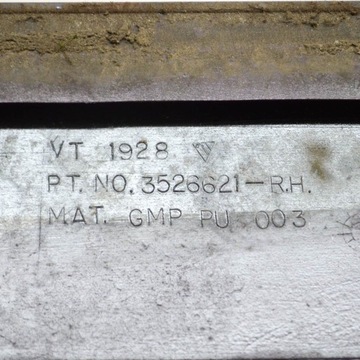 VT 1928
PT. NO. 3526621-R.H.
MAT. GMP PU 003